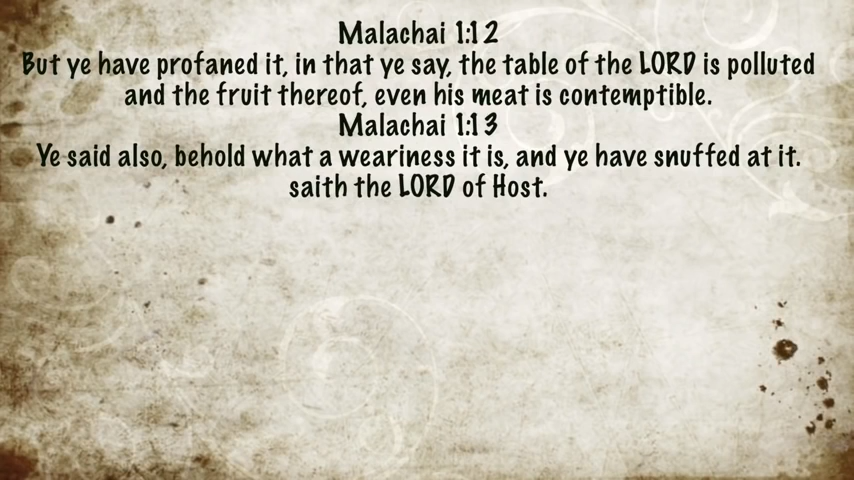 Malachai 1:12
But ye have profaned it, in that ye say, the table of the LORD is polluted
and the fruit thereof, even his meat is contemptible.
Malachai 1:13
Ye said also, behold what a weariness it is, and ye have snuffed at it.
saith the LORD of Host.